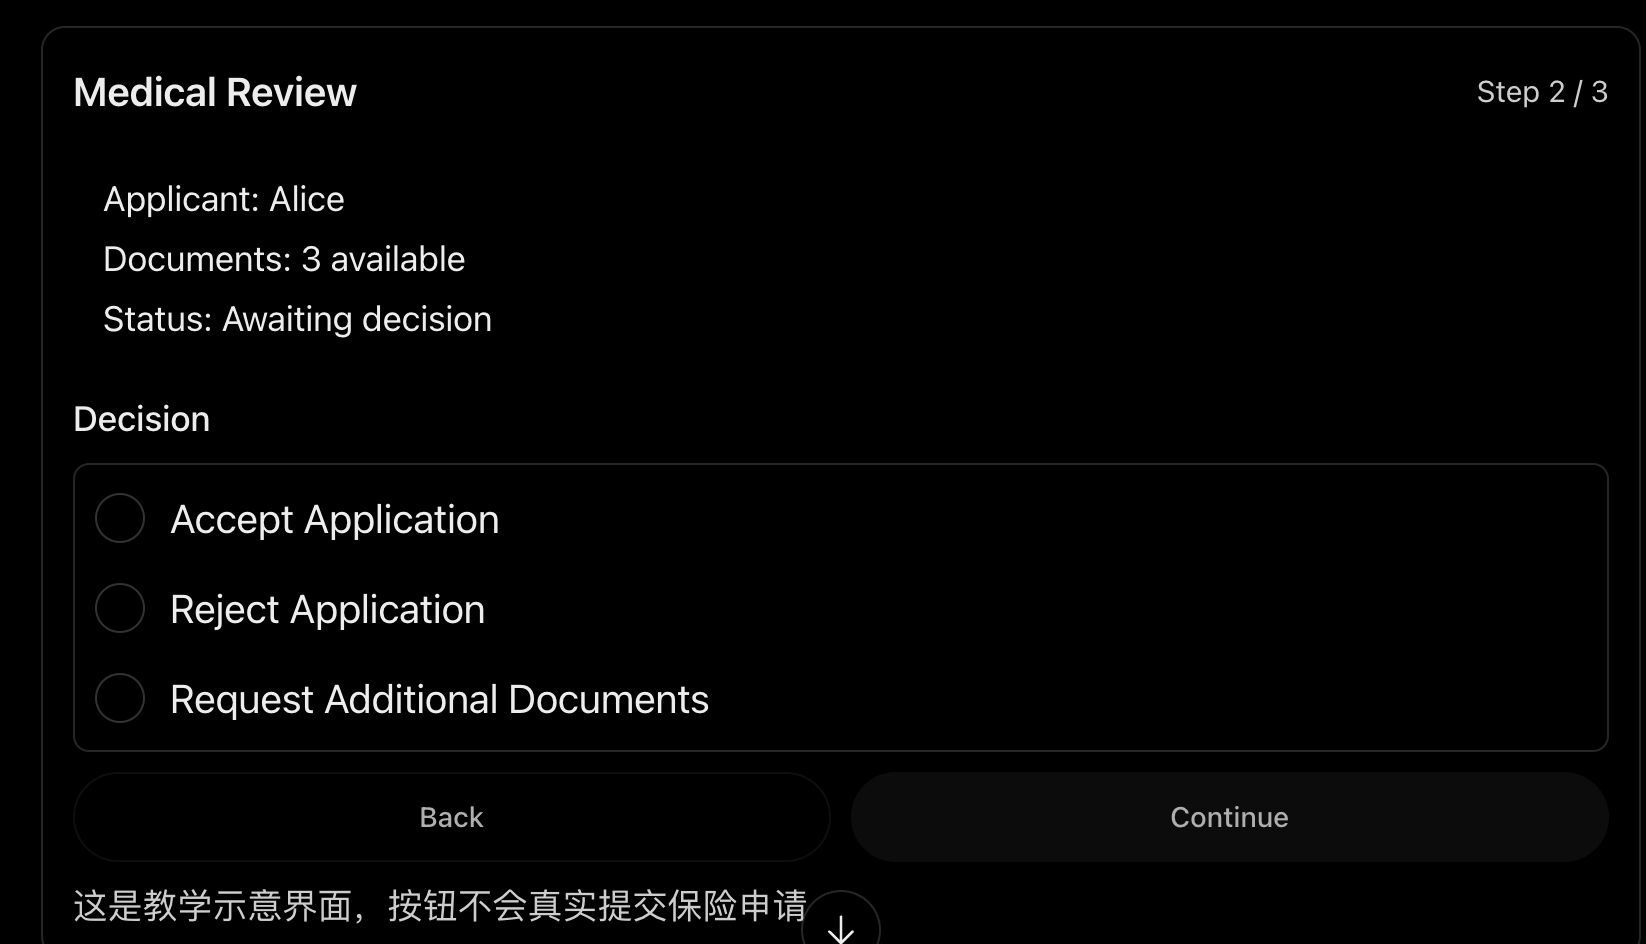 Medical Review
Step 2 / 3
Applicant: Alice
Documents: 3 available
Status: Awaiting decision
Decision
Accept Application
Reject Application
Request Additional Documents
Back
Continue
这是教学示意界面，按钮不会真实提交保险申请